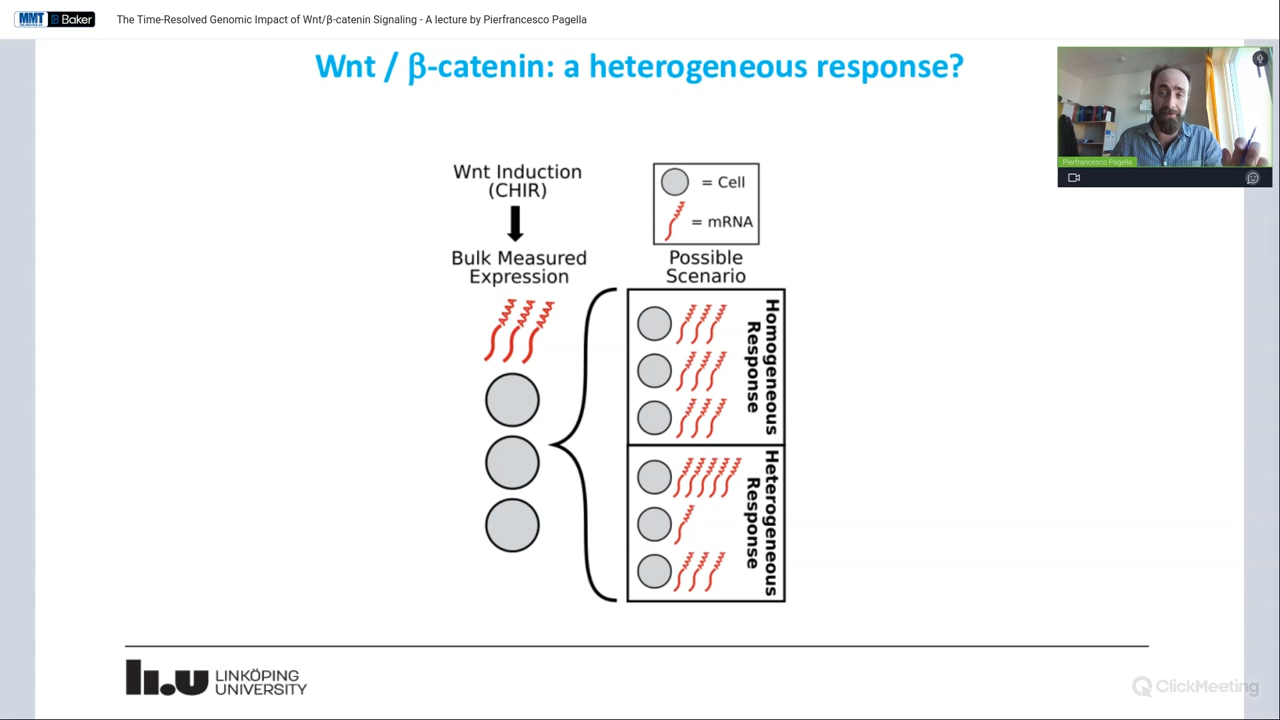 MMT
Baker
The Time-Resolved Genomic Impact of Wnt/β-catenin Signaling - A lecture by Pierfrancesco Pagella
Wnt / β-catenin: a heterogeneous response?
Pierfrancesco Pagella
Wnt Induction
(CHIR)
Bulk Measured
Expression
= Cell
= mRNA
Possible
Scenario
Homogeneous
Response
Heterogeneous
Response
li.u LINKÖPING
UNIVERSITY
ClickMeeting